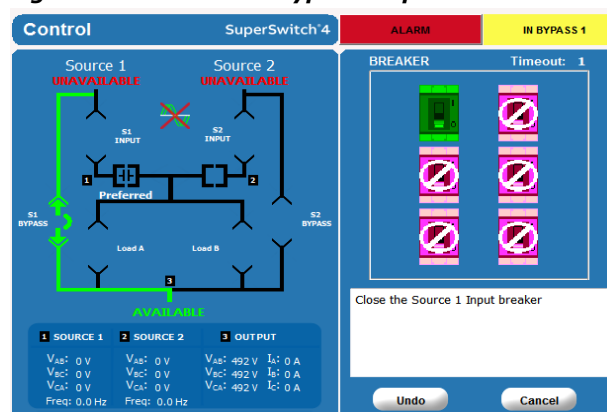 Control SuperSwitch®4 ALARM IN BYPASS 1
Source 1 Source 2
UNAVAILABLE UNAVAILABLE
S1 INPUT
S2 INPUT
1
2
Preferred
S1 BYPASS
S2 BYPASS
Load A Load B
3
AVAILABLE
1 SOURCE 1 2 SOURCE 2 3 OUTPUT
VAB: 0 V VAB: 0 V VAB: 492 V IA: 0 A
VBC: 0 V VBC: 0 V VBC: 492 V IB: 0 A
VCA: 0 V VCA: 0 V VCA: 492 V IC: 0 A
Freq: 0.0 Hz Freq: 0.0 Hz
BREAKER Timeout: 1
Close the Source 1 Input breaker
Undo Cancel